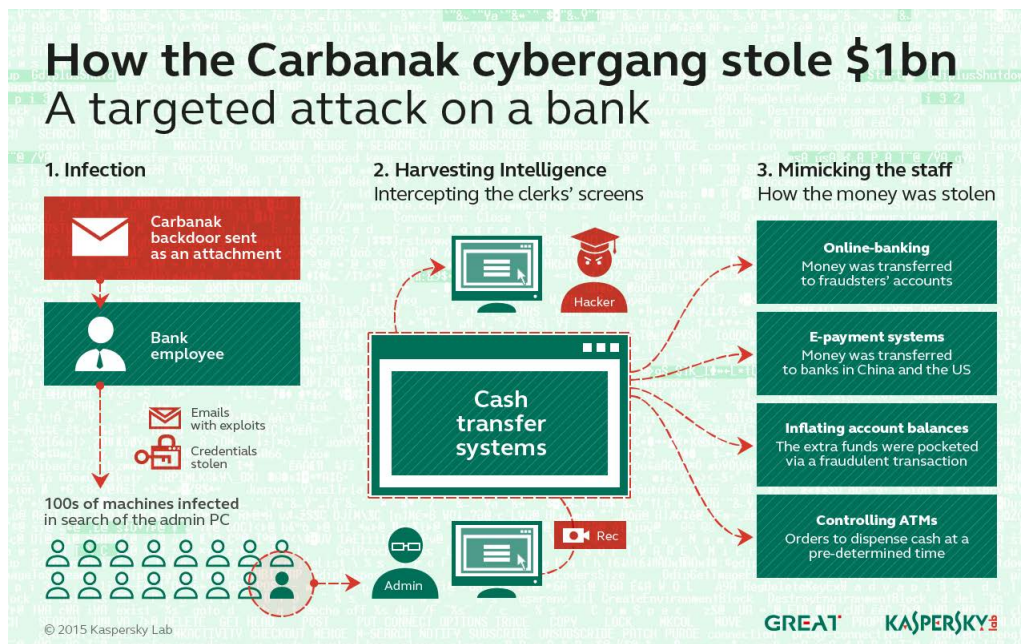 How the Carbanak cybergang stole $1bn
A targeted attack on a bank
1. Infection
Carbanak
backdoor sent
as an attachment
Bank
employee
Emails
with exploits
Credentials
stolen
100s of machines infected
in search of the admin PC
2. Harvesting Intelligence
Intercepting the clerks' screens
Hacker
Cash
transfer
systems
Rec
Admin
3. Mimicking the staff
How the money was stolen
Online-banking
Money was transferred
to fraudsters' accounts
E-payment systems
Money was transferred
to banks in China and the US
Inflating account balances
The extra funds were pocketed
via a fraudulent transaction
Controlling ATMs
Orders to dispense cash at a
pre-determined time
© 2015 Kaspersky Lab
GREAT
KASPERSKY lab